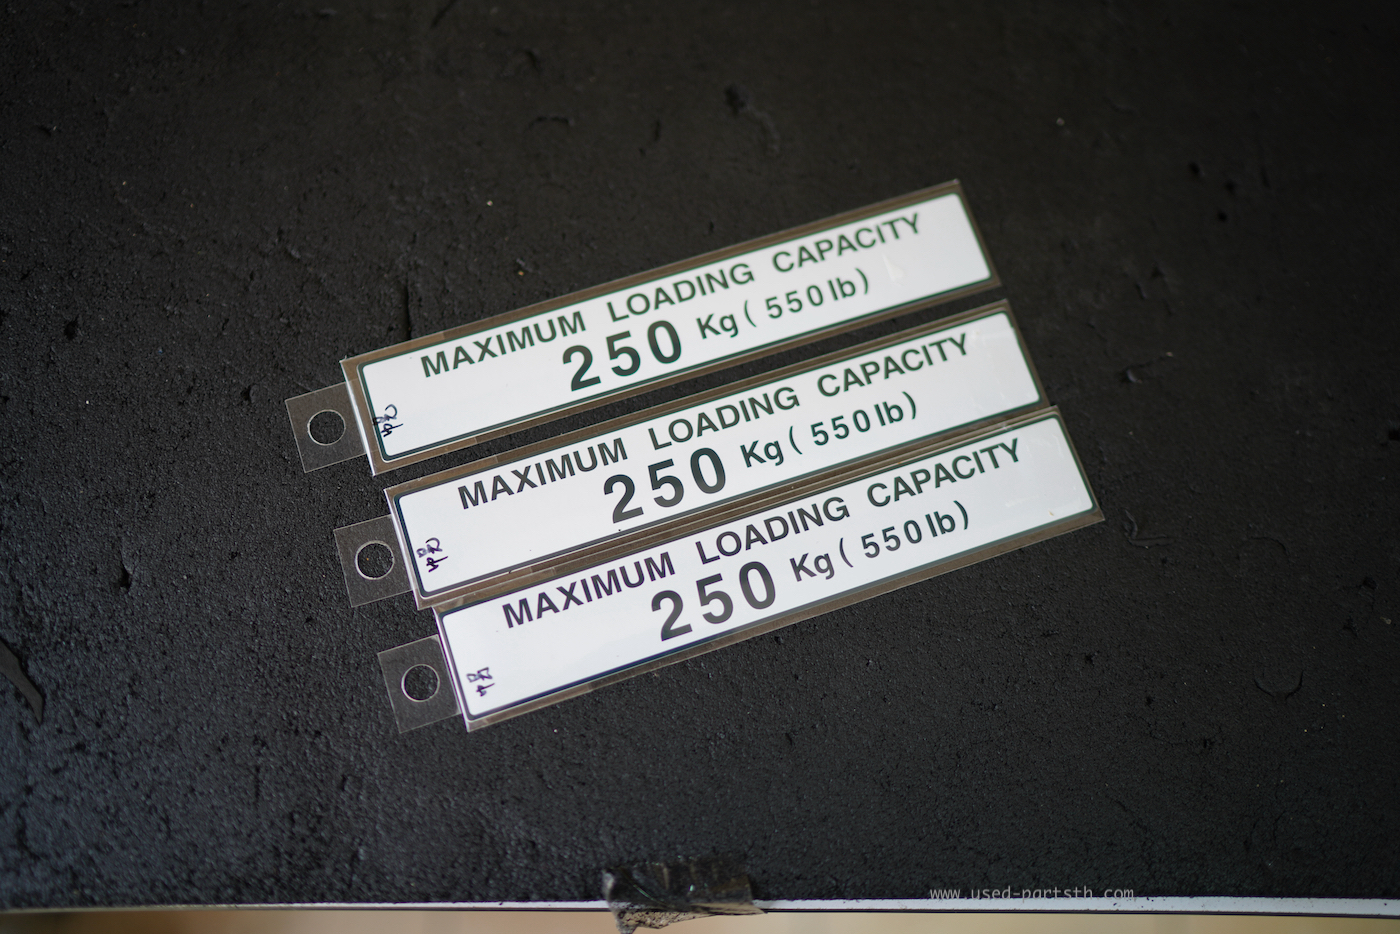 MAXIMUM LOADING CAPACITY
250 Kg ( 550 lb)
MAXIMUM LOADING CAPACITY
250 Kg ( 550 lb)
MAXIMUM LOADING CAPACITY
250 Kg ( 550 lb)
www.used-partsth.com